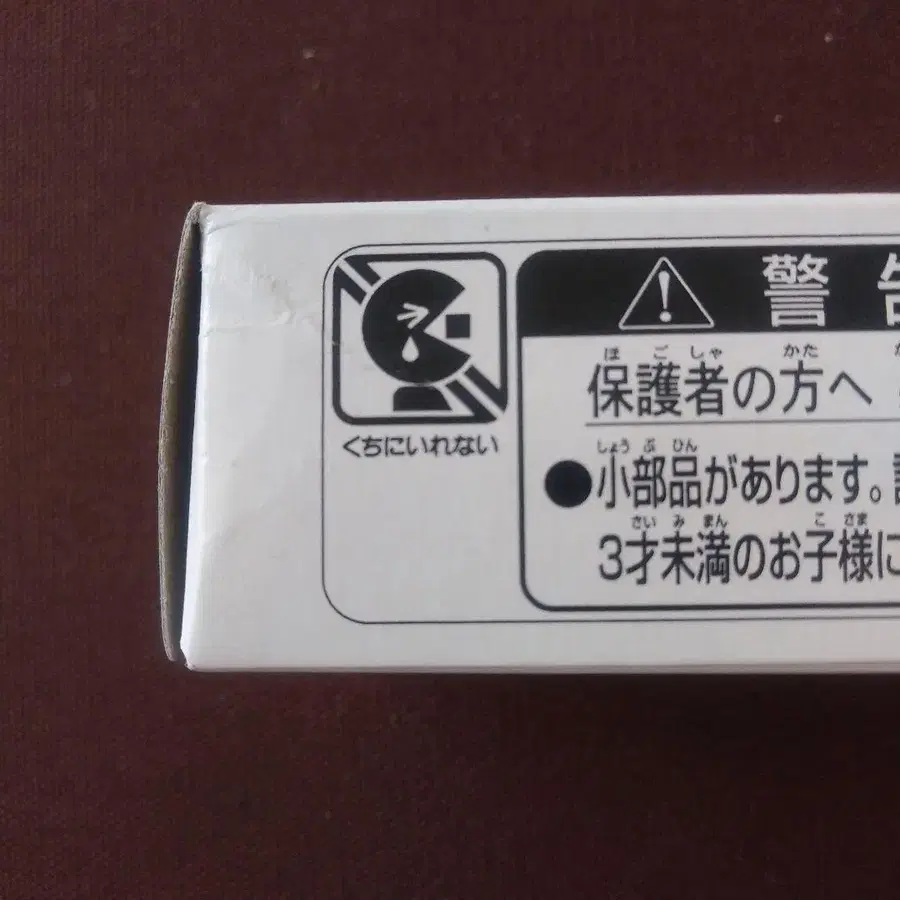 くちにいれない
警告
ほごしゃ かた
保護者の方へ
しょうぶひん
●小部品があります。
さいみまん こさま
3才未満のお子様に